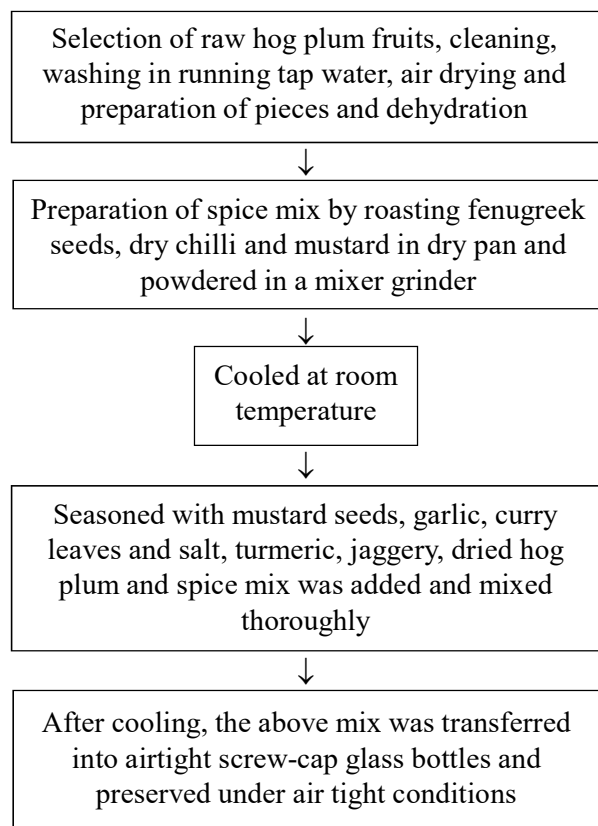 Selection of raw hog plum fruits, cleaning,
washing in running tap water, air drying and
preparation of pieces and dehydration
↓
Preparation of spice mix by roasting fenugreek
seeds, dry chilli and mustard in dry pan and
powdered in a mixer grinder
↓
Cooled at room
temperature
↓
Seasoned with mustard seeds, garlic, curry
leaves and salt, turmeric, jaggery, dried hog
plum and spice mix was added and mixed
thoroughly
↓
After cooling, the above mix was transferred
into airtight screw-cap glass bottles and
preserved under air tight conditions